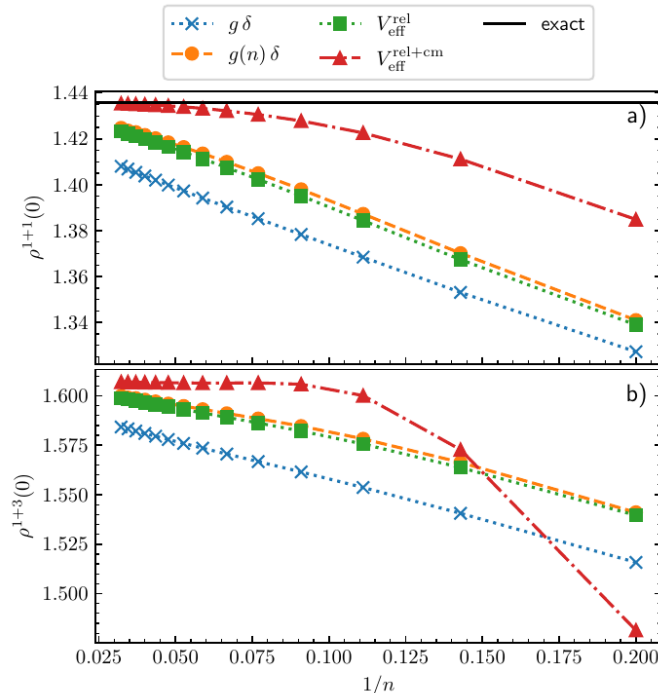 g δ
g(n) δ
V_eff^rel
V_eff^rel+cm
exact
a)
1.44
1.42
1.40
1.38
1.36
1.34
ρ^1+1(0)
b)
1.600
1.575
1.550
1.525
1.500
ρ^1+3(0)
0.025 0.050 0.075 0.100 0.125 0.150 0.175 0.200
1/n